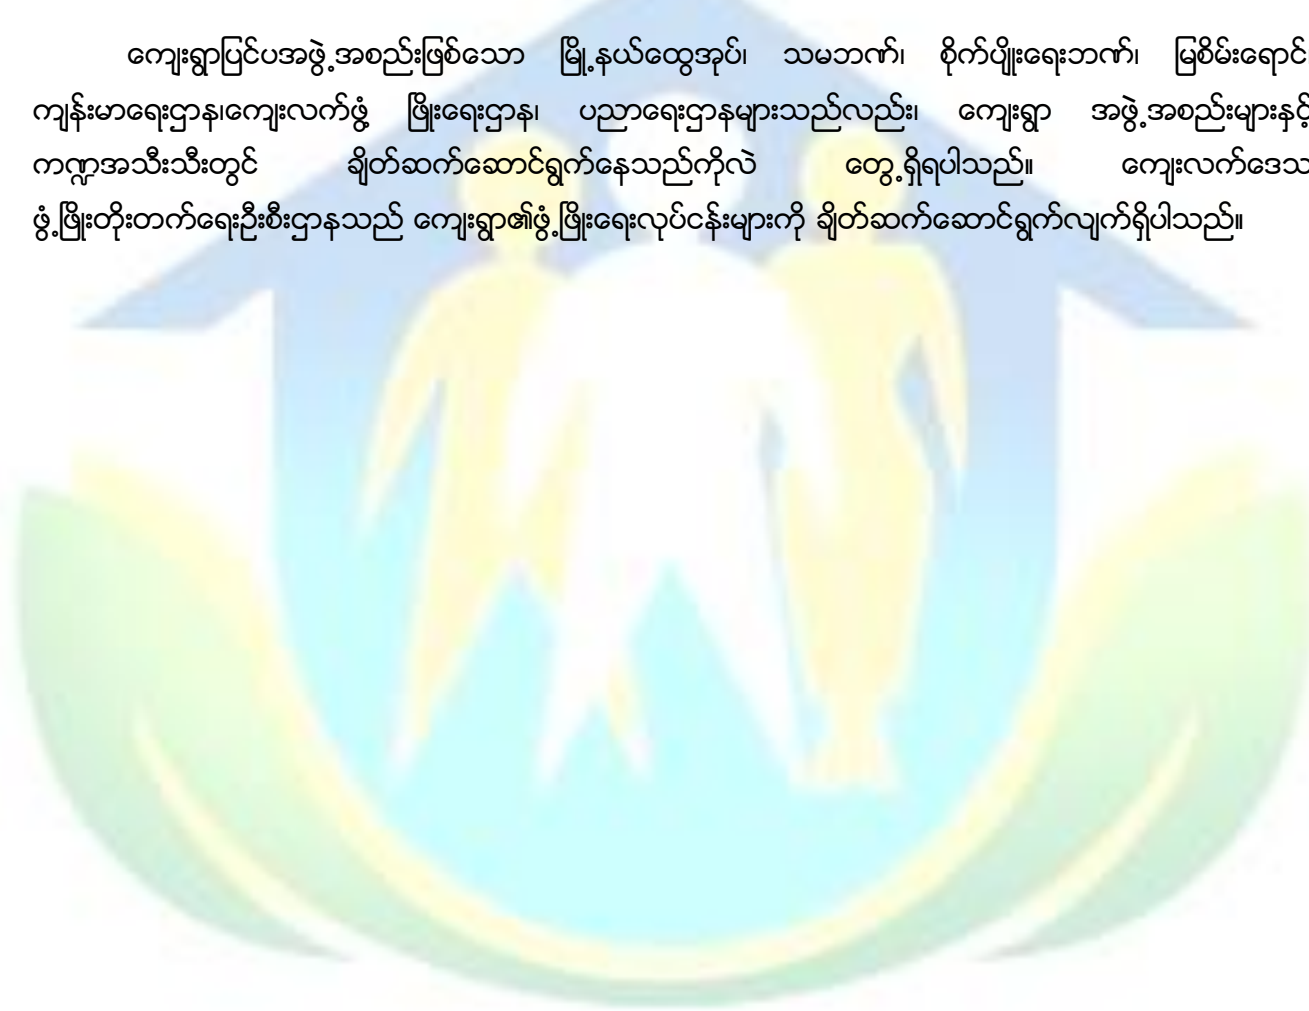 ကျေးရွာပြင်ပအဖွဲ့အစည်းဖြစ်သော မြို့နယ်ထွေအုပ်၊ သမဘဏ်၊ စိုက်ပျိုးရေးဘဏ်၊ မြစိမ်းရောင်၊
ကျန်းမာရေးဌာန၊ကျေးလက်ဖွံ့ ဖြိုးရေးဌာန၊ ပညာရေးဌာနများသည်လည်း၊ ကျေးရွာ အဖွဲ့အစည်းများနှင့်
ကဏ္ဍအသီးသီးတွင် ချိတ်ဆက်ဆောင်ရွက်နေသည်ကိုလဲ တွေ့ရှိရပါသည်။ ကျေးလက်ဒေသ
ဖွံ့ဖြိုးတိုးတက်ရေးဦးစီးဌာနသည် ကျေးရွာ၏ဖွံ့ဖြိုးရေးလုပ်ငန်းများကို ချိတ်ဆက်ဆောင်ရွက်လျက်ရှိပါသည်။